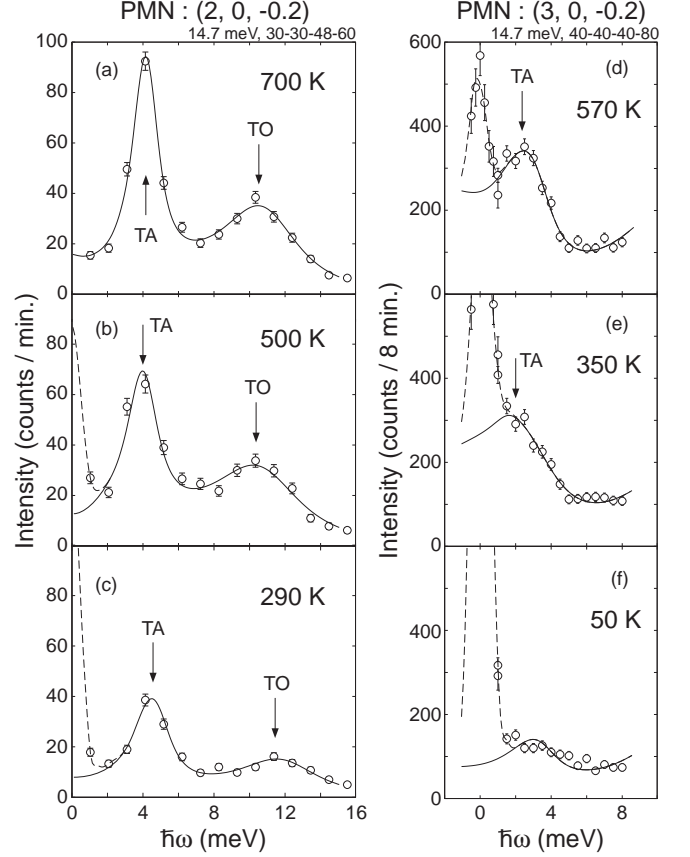 PMN : (2, 0, -0.2)
14.7 meV, 30-30-48-60
PMN : (3, 0, -0.2)
14.7 meV, 40-40-40-80
(a)
700 K
TA
TO
100
80
60
40
20
0
(b)
500 K
TA
TO
80
60
40
20
0
(c)
290 K
TA
TO
80
60
40
20
0
0 4 8 12 16
ħω (meV)
Intensity (counts / min.)
(d)
570 K
TA
600
400
200
0
(e)
350 K
TA
400
200
0
(f)
50 K
600
400
200
0
0 2 4 6 8
ħω (meV)
Intensity (counts / 8 min.)